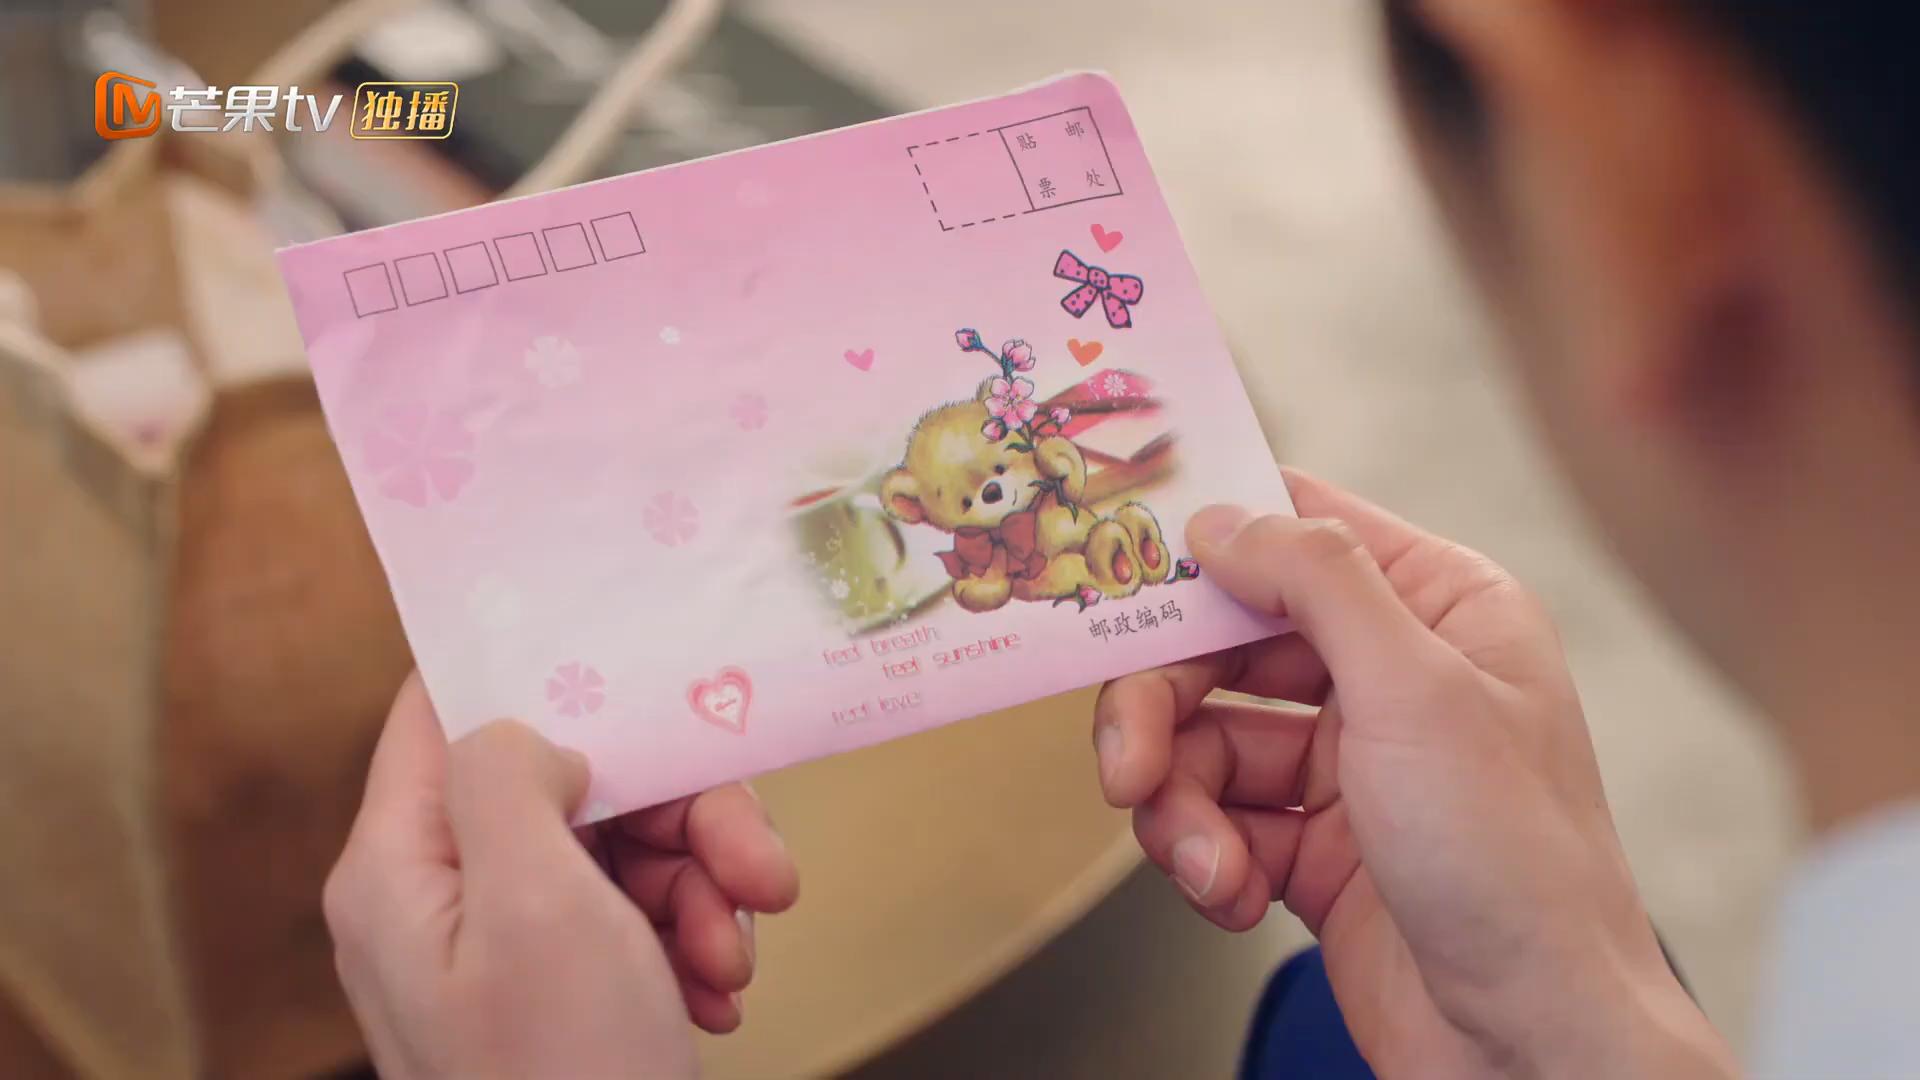 芒果tv 独播
贴 邮
票 处
feel breath
feel sunshine
feel love
邮政编码